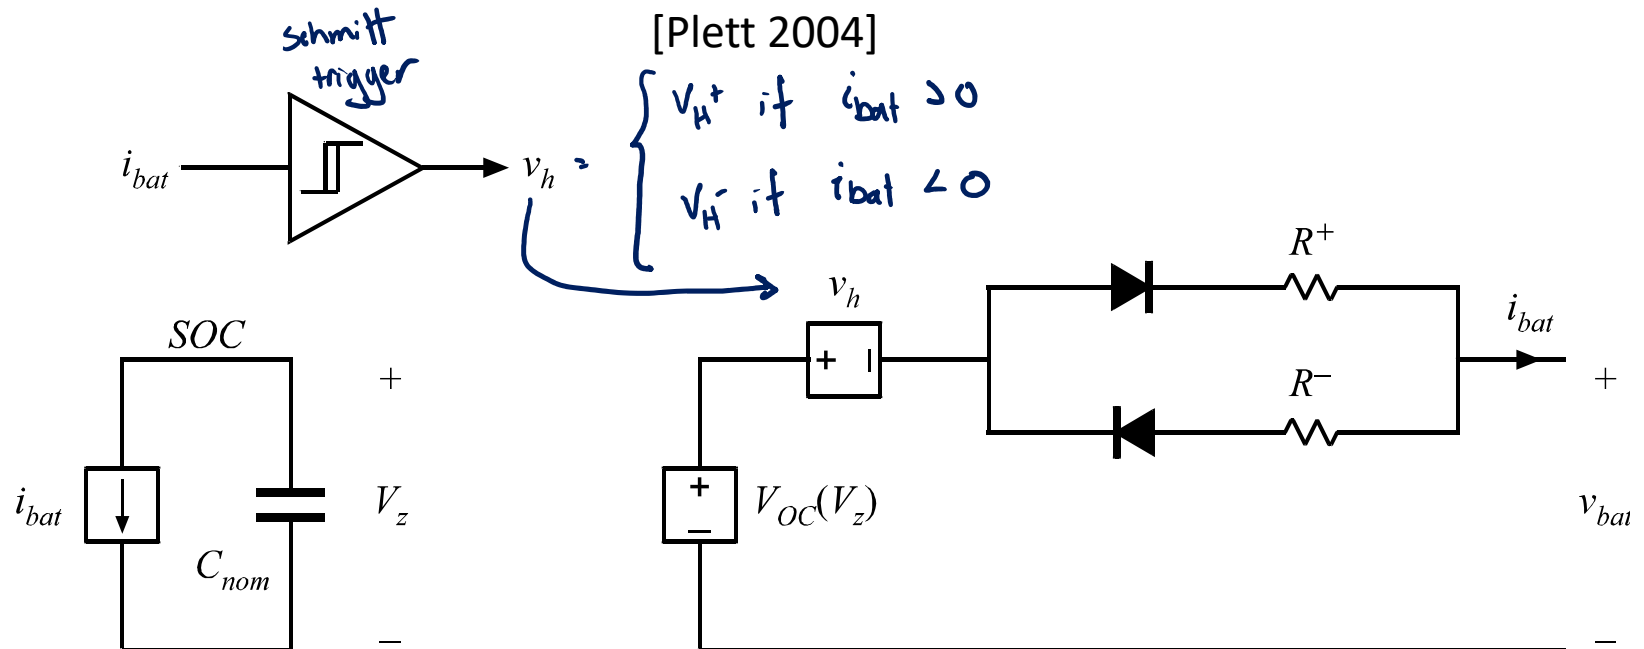 [Plett 2004]
schmitt
trigger
i_bat
v_h = { V_H^+ if i_bat > 0
V_H^- if i_bat < 0
v_h
R^+
i_bat
SOC
+
+ −
R^−
+
i_bat
V_z
C_nom
+
−
V_OC(V_z)
v_bat
−
−